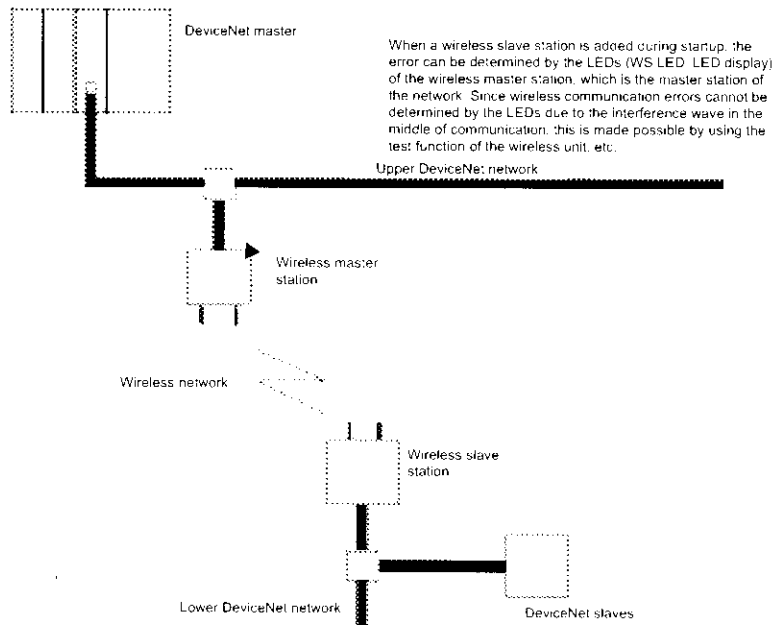 DeviceNet master
When a wireless slave station is added during startup, the
error can be determined by the LEDs (WS LED, LED display)
of the wireless master station, which is the master station of
the network. Since wireless communication errors cannot be
determined by the LEDs due to the interference wave in the
middle of communication, this is made possible by using the
test function of the wireless unit, etc.
Upper DeviceNet network
Wireless master
station
Wireless network
Wireless slave
station
Lower DeviceNet network
DeviceNet slaves